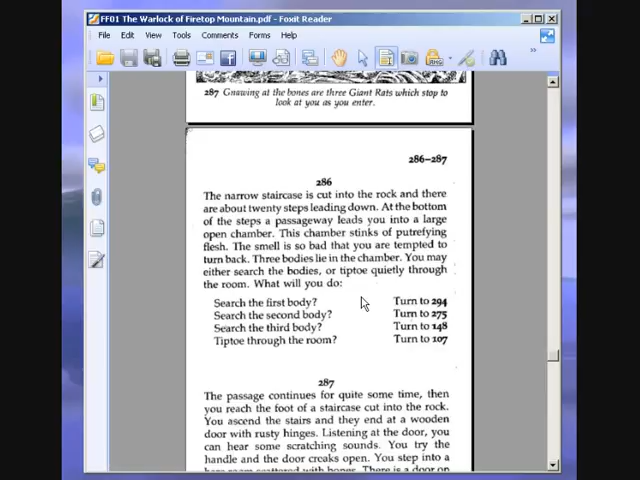 FF01 The Warlock of Firetop Mountain.pdf - Foxit Reader
File Edit View Tools Comments Forms Help
287 Gnawing at the bones are three Giant Rats which stop to
look at you as you enter.
286–287
286
The narrow staircase is cut into the rock and there
are about twenty steps leading down. At the bottom
of the steps a passageway leads you into a large
open chamber. This chamber stinks of putrefying
flesh. The smell is so bad that you are tempted to
turn back. Three bodies lie in the chamber. You may
either search the bodies, or tiptoe quietly through
the room. What will you do:
Search the first body? Turn to 294
Search the second body? Turn to 275
Search the third body? Turn to 148
Tiptoe through the room? Turn to 107
287
The passage continues for quite some time, then
you reach the foot of a staircase cut into the rock.
You ascend the stairs and they end at a wooden
door with rusty hinges. Listening at the door, you
can hear some scratching sounds. You try the
handle and the door creaks open. You step into a
room scattered with bones. There is a door on